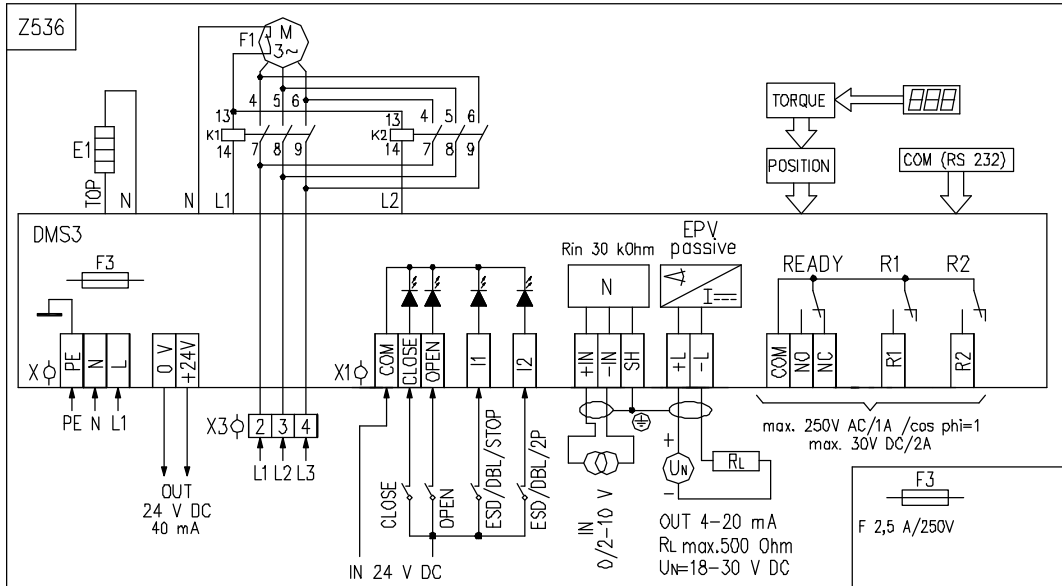 Z536
F1
M
3~
4 5 6
13
K1
14
7 8 9
13
4 5 6
K2
14
7 8 9
E1
TOP
N
N
L1
L2
TORQUE
POSITION
COM (RS 232)
DMS3
F3
Rin 30 kOhm
N
EPV
passive
I
READY R1 R2
X
PE
N
L
0 V
+24V
X1
COM
CLOSE
OPEN
I1
I2
+IN
-IN
SH
+L
-L
COM
NO
NC
R1
R2
PE N L1
X3
2 3 4
L1 L2 L3
OUT
24 V DC
40 mA
CLOSE
OPEN
ESD/DBL/STOP
ESD/DBL/2P
IN 24 V DC
IN
0/2-10 V
+
UN
-
RL
OUT 4-20 mA
RL max.500 Ohm
UN=18-30 V DC
max. 250V AC/1A /cos phi=1
max. 30V DC/2A
F3
F 2,5 A/250V